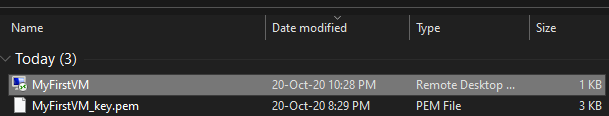 Name Date modified Type Size
Today (3)
MyFirstVM 20-Oct-20 10:28 PM Remote Desktop ... 1 KB
MyFirstVM_key.pem 20-Oct-20 8:29 PM PEM File 3 KB